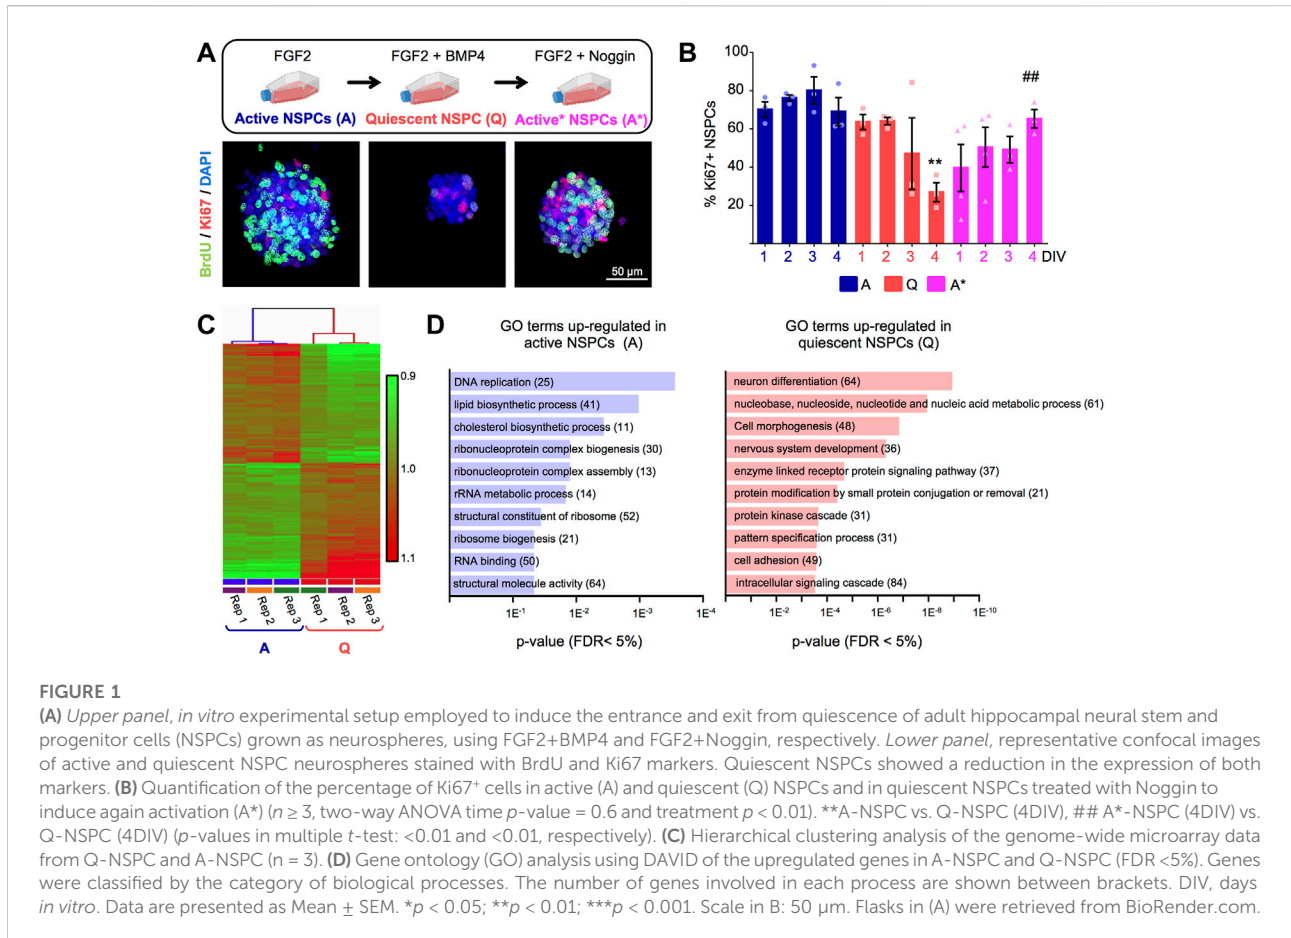 A
FGF2
FGF2 + BMP4
FGF2 + Noggin
Active NSPCs (A)
Quiescent NSPC (Q)
Active* NSPCs (A*)
BrdU / Ki67 / DAPI
50 µm
B
% Ki67+ NSPCs
100
80
60
40
20
**
##
1 2 3 4 1 2 3 4 1 2 3 4 DIV
A Q A*
C
0.9
1.0
1.1
Rep 1 Rep 2 Rep 3 Rep 1 Rep 2 Rep 3
A Q
D
GO terms up-regulated in
active NSPCs (A)
DNA replication (25)
lipid biosynthetic process (41)
cholesterol biosynthetic process (11)
ribonucleoprotein complex biogenesis (30)
ribonucleoprotein complex assembly (13)
rRNA metabolic process (14)
structural constituent of ribosome (52)
ribosome biogenesis (21)
RNA binding (50)
structural molecule activity (64)
1E-1 1E-2 1E-3 1E-4
p-value (FDR< 5%)
GO terms up-regulated in
quiescent NSPCs (Q)
neuron differentiation (64)
nucleobase, nucleoside, nucleotide and nucleic acid metabolic process (61)
Cell morphogenesis (48)
nervous system development (36)
enzyme linked receptor protein signaling pathway (37)
protein modification by small protein conjugation or removal (21)
protein kinase cascade (31)
pattern specification process (31)
cell adhesion (49)
intracellular signaling cascade (84)
1E-2 1E-4 1E-6 1E-8 1E-10
p-value (FDR< 5%)
FIGURE 1
(A) Upper panel, in vitro experimental setup employed to induce the entrance and exit from quiescence of adult hippocampal neural stem and
progenitor cells (NSPCs) grown as neurospheres, using FGF2+BMP4 and FGF2+Noggin, respectively. Lower panel, representative confocal images
of active and quiescent NSPC neurospheres stained with BrdU and Ki67 markers. Quiescent NSPCs showed a reduction in the expression of both
markers. (B) Quantification of the percentage of Ki67⁺ cells in active (A) and quiescent (Q) NSPCs and in quiescent NSPCs treated with Noggin to
induce again activation (A*) (n ≥ 3, two-way ANOVA time p-value = 0.6 and treatment p < 0.01). **A-NSPC vs. Q-NSPC (4DIV), ## A*-NSPC (4DIV) vs.
Q-NSPC (4DIV) (p-values in multiple t-test: <0.01 and <0.01, respectively). (C) Hierarchical clustering analysis of the genome-wide microarray data
from Q-NSPC and A-NSPC (n = 3). (D) Gene ontology (GO) analysis using DAVID of the upregulated genes in A-NSPC and Q-NSPC (FDR <5%). Genes
were classified by the category of biological processes. The number of genes involved in each process are shown between brackets. DIV, days
in vitro. Data are presented as Mean ± SEM. *p < 0.05; **p < 0.01; ***p < 0.001. Scale in B: 50 µm. Flasks in (A) were retrieved from BioRender.com.